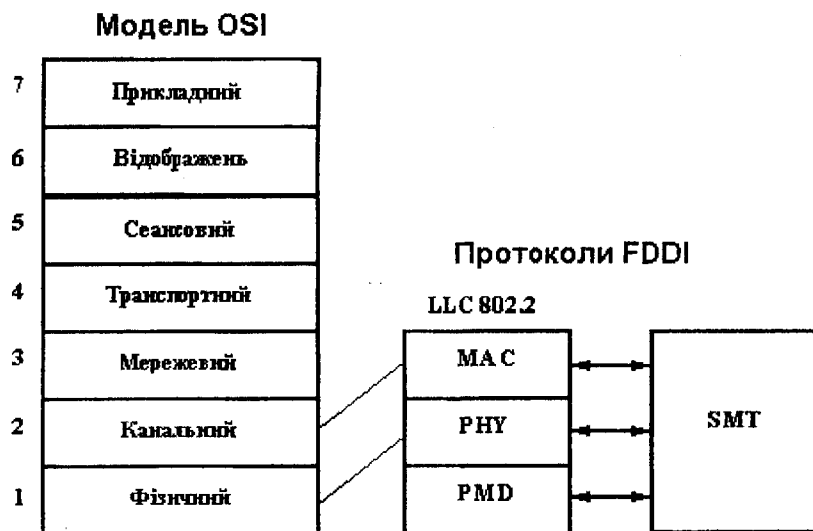 Модель OSI
7 Прикладний
6 Відображень
5 Сеансовий
4 Транспортний
3 Мережевий
2 Канальний
1 Фізичний
Протоколи FDDI
LLC 802.2
MAC
PHY
PMD
SMT